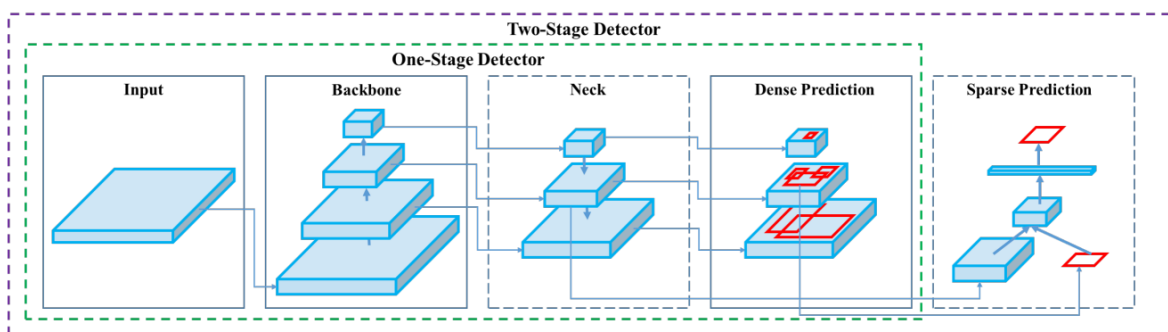 Two-Stage Detector
One-Stage Detector
Input
Backbone
Neck
Dense Prediction
Sparse Prediction